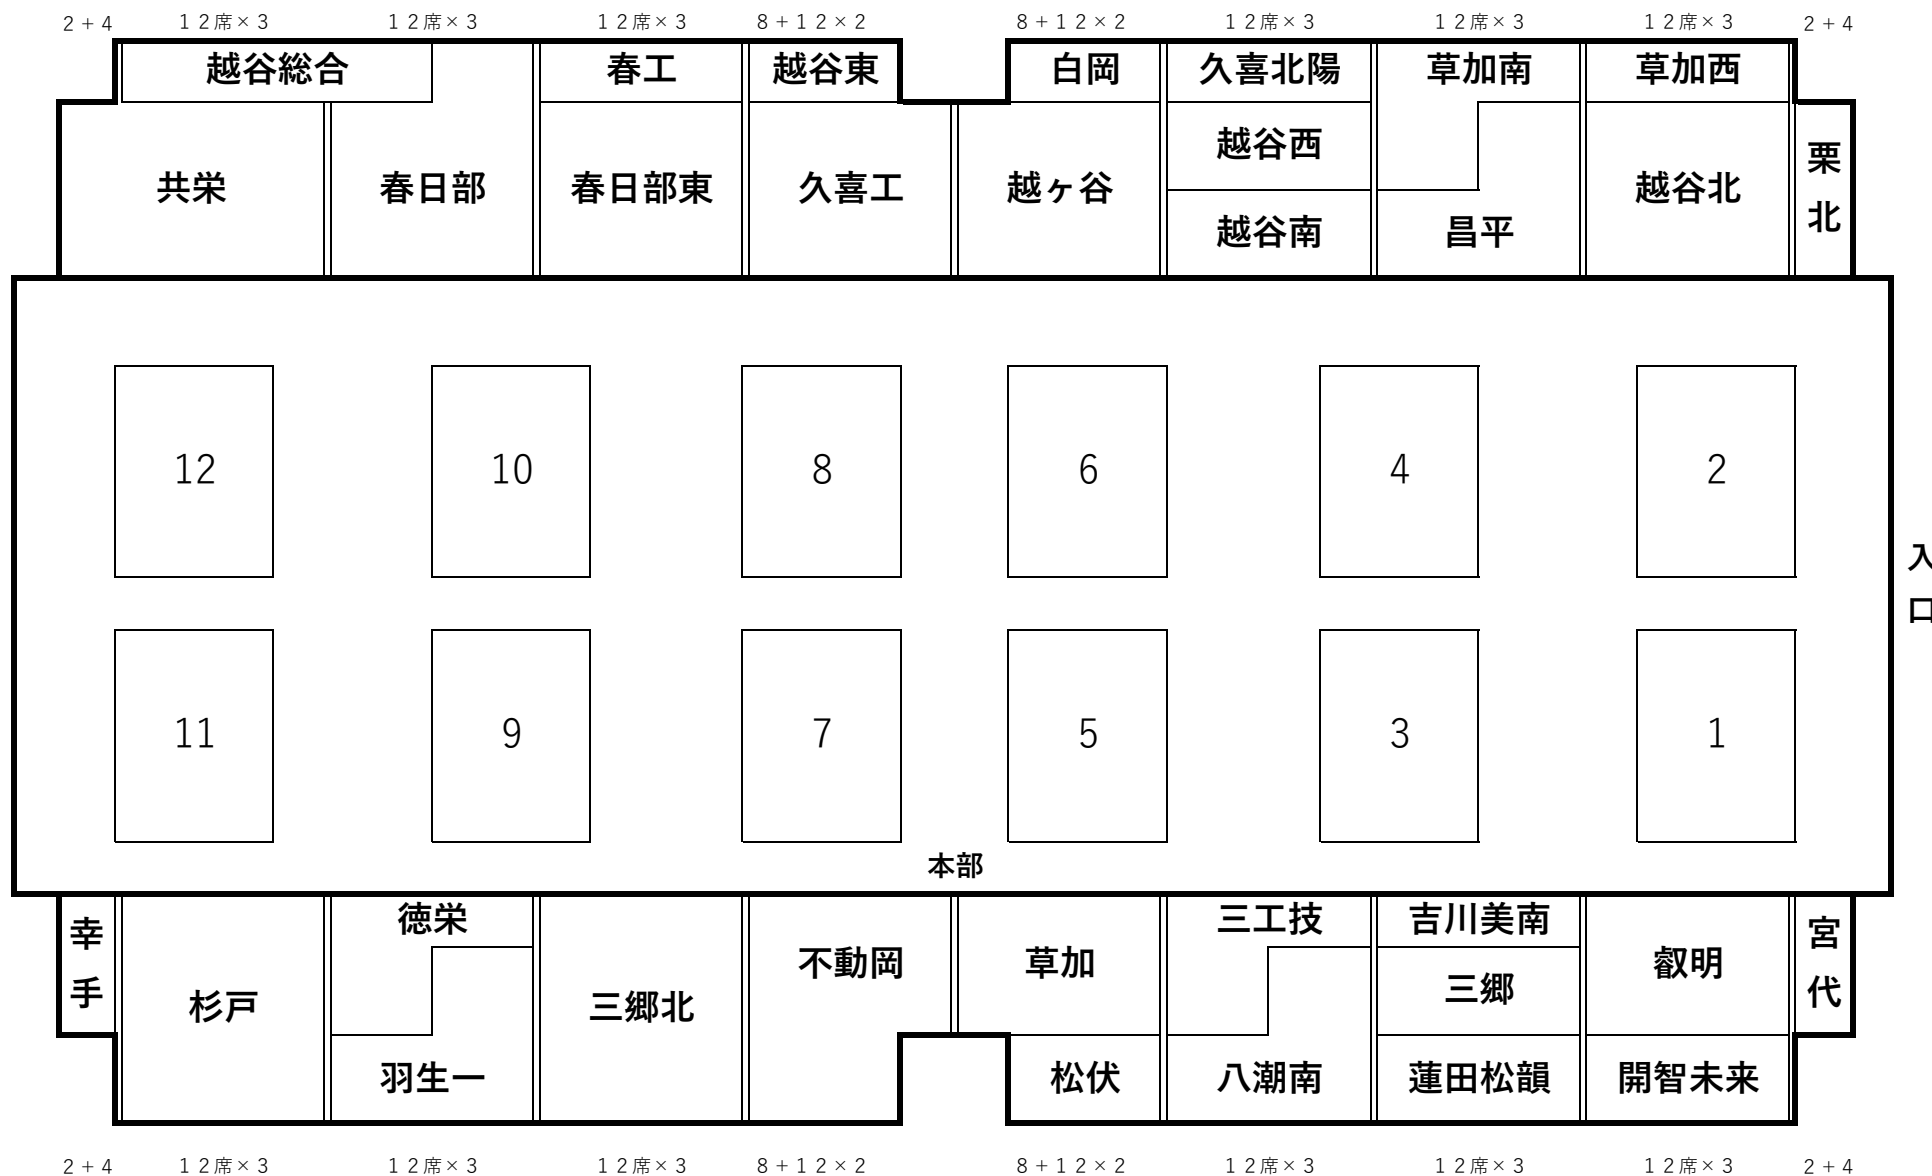 ２+４ １２席×３ １２席×３ １２席×３ ８+１２×２ ８+１２×２ １２席×３ １２席×３ １２席×３ ２+４
越谷総合 春工 越谷東 白岡 久喜北陽 草加南 草加西
越谷西
共栄 春日部 春日部東 久喜工 越ヶ谷 越谷北 栗北
越谷南 昌平
12 10 8 6 4 2
入口
11 9 7 5 3 1
本部
幸手 徳栄 三工技 吉川美南 宮代
不動岡 草加 叡明
三郷
杉戸 三郷北
羽生一 松伏 八潮南 蓮田松韻 開智未来
２+４ １２席×３ １２席×３ １２席×３ ８+１２×２ ８+１２×２ １２席×３ １２席×３ １２席×３ ２+４